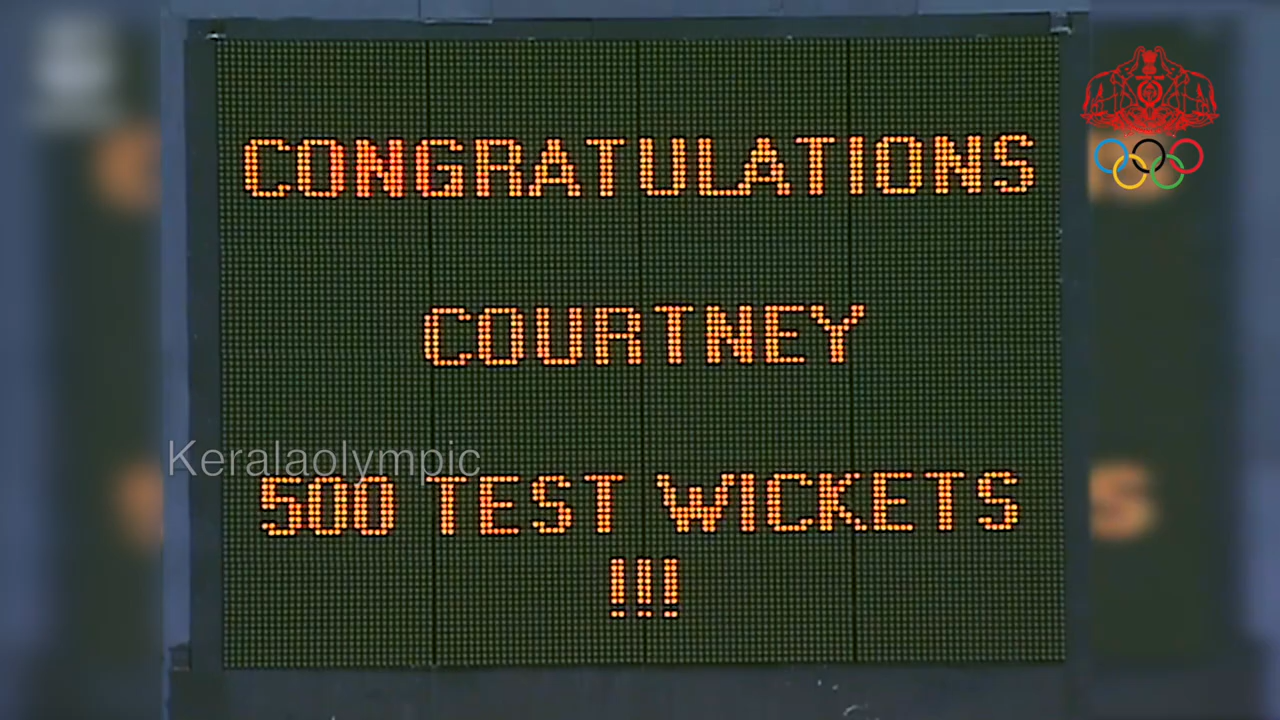 CONGRATULATIONS
COURTNEY
Keralaolympic
500 TEST WICKETS
!!!